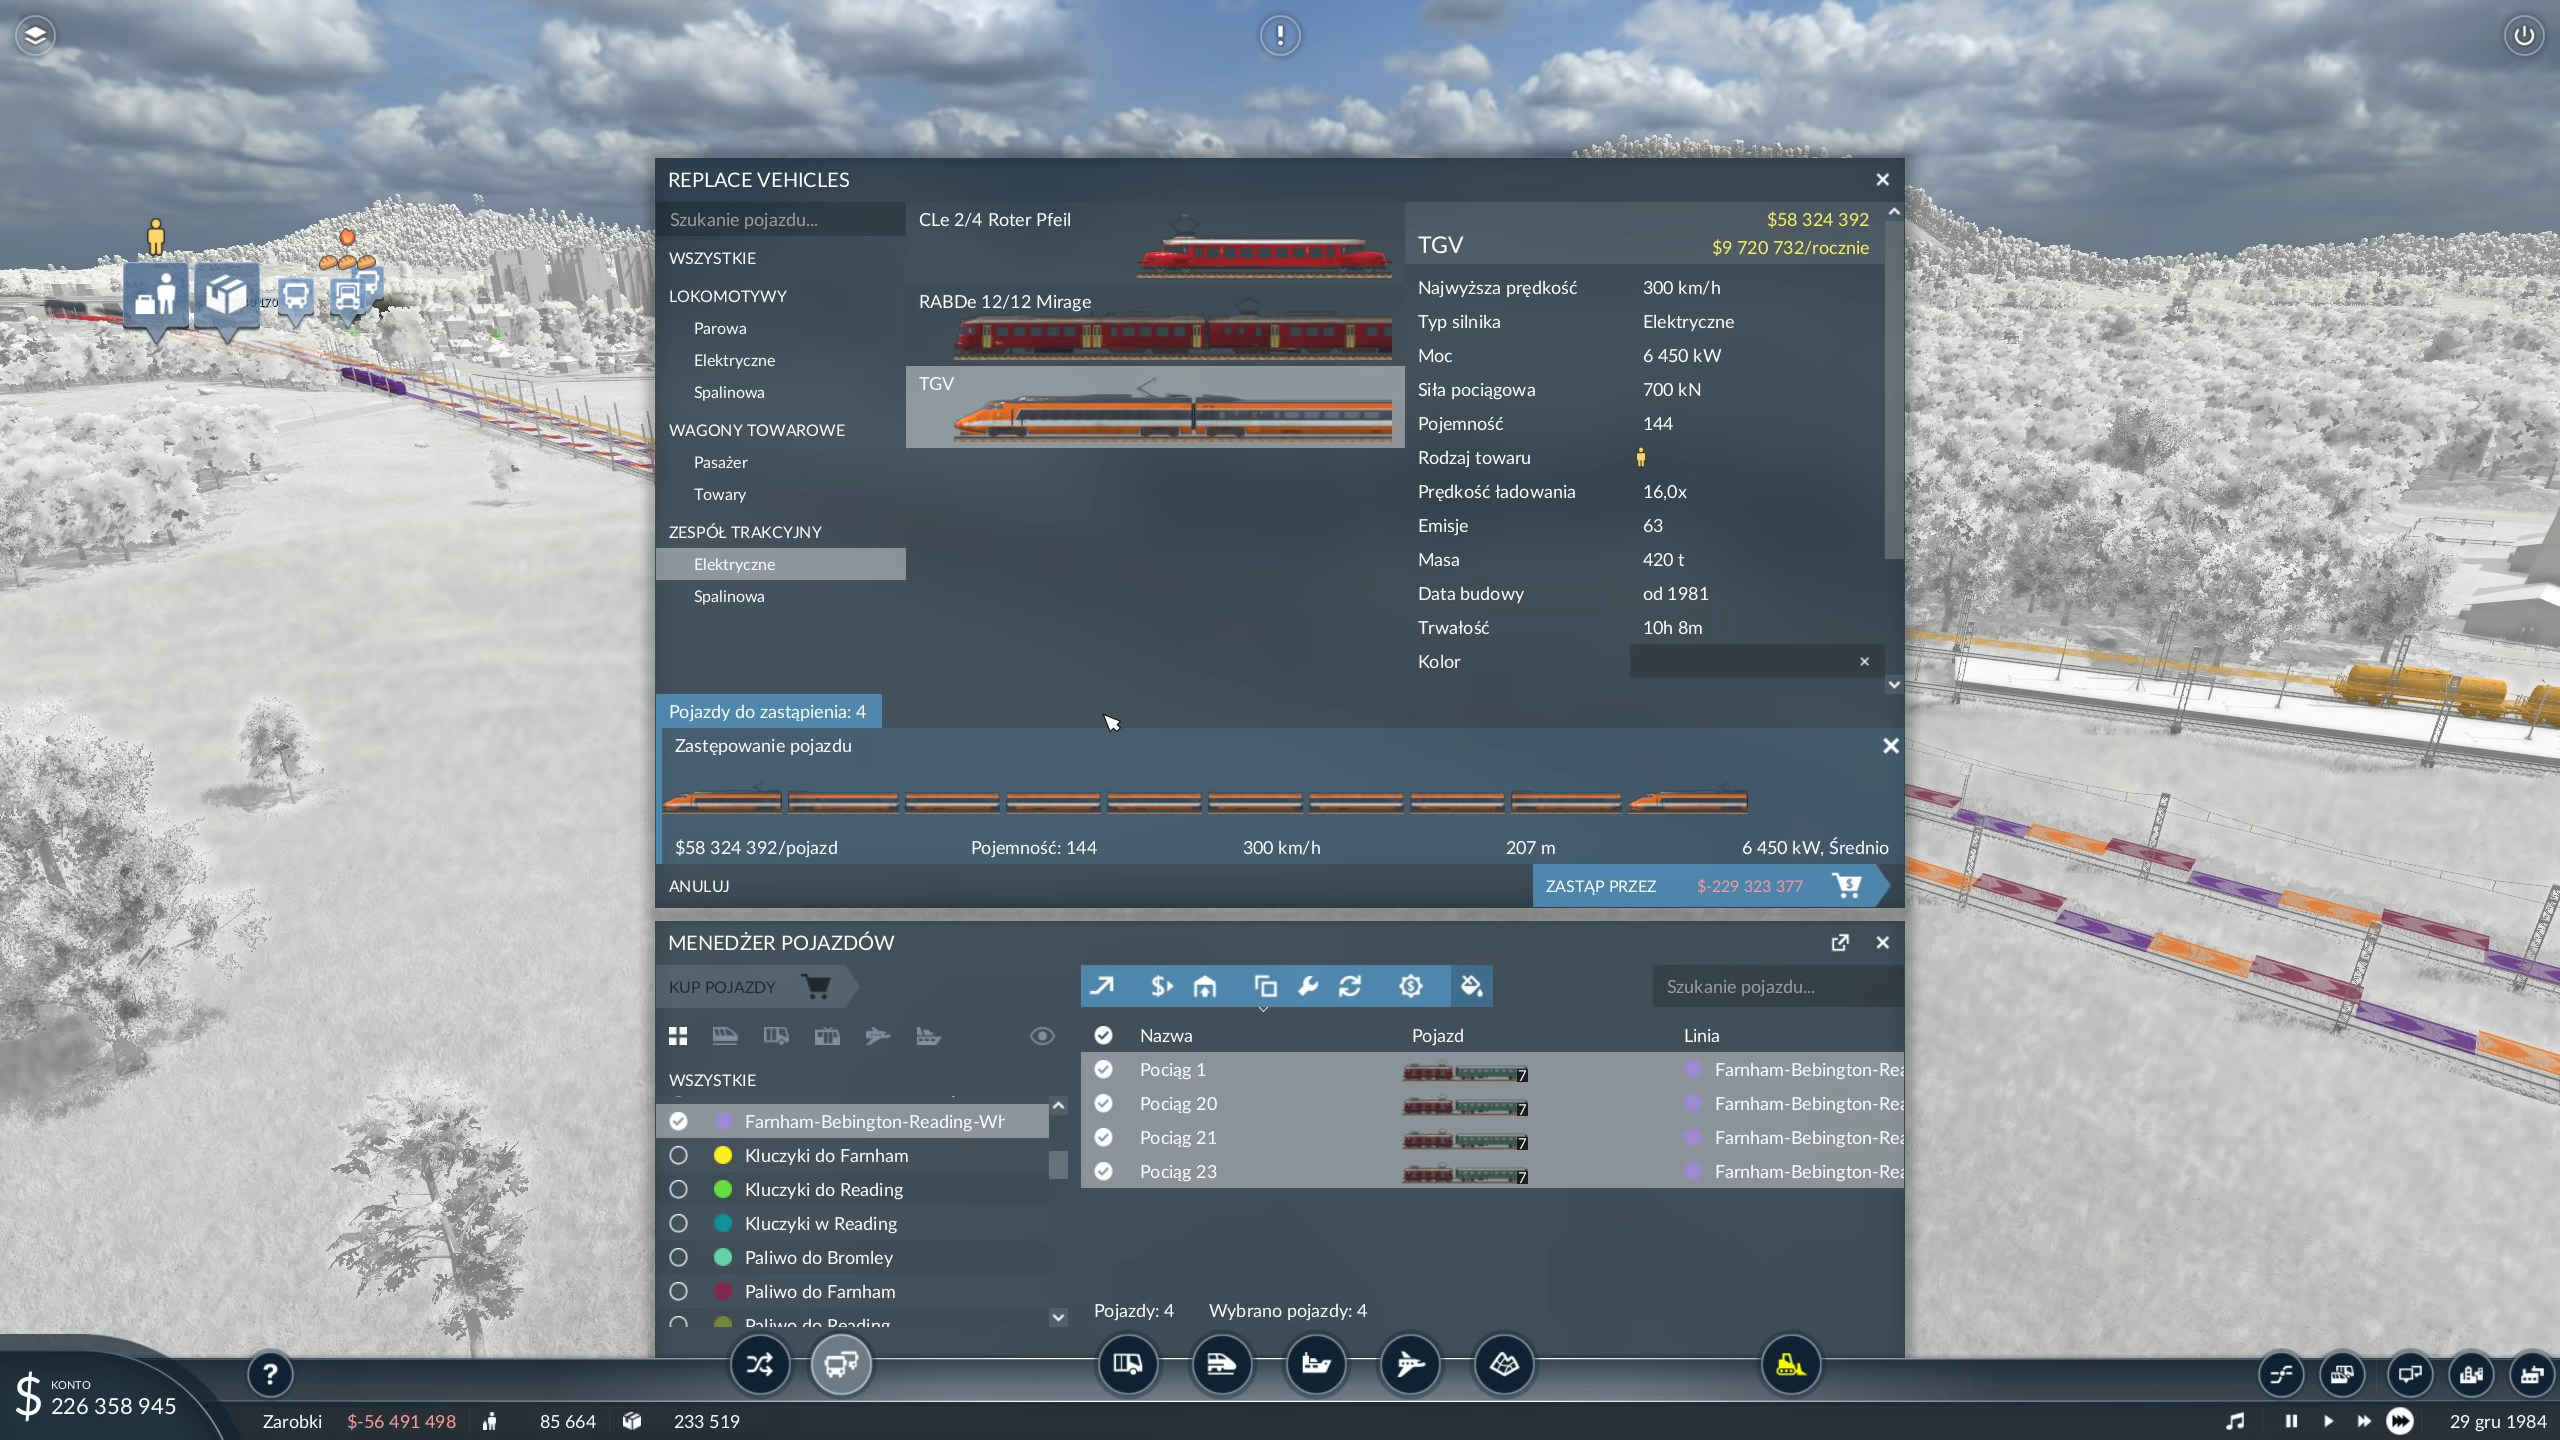 REPLACE VEHICLES
Szukanie pojazdu...
WSZYSTKIE
LOKOMOTYWY
Parowa
Elektryczne
Spalinowa
WAGONY TOWAROWE
Pasażer
Towary
ZESPÓŁ TRAKCYJNY
Elektryczne
Spalinowa
CLe 2/4 Roter Pfeil
RABDe 12/12 Mirage
TGV
$58 324 392
TGV
$9 720 732/rocznie
Najwyższa prędkość 300 km/h
Typ silnika Elektryczne
Moc 6 450 kW
Siła pociągowa 700 kN
Pojemność 144
Rodzaj towaru
Prędkość ładowania 16,0x
Emisje 63
Masa 420 t
Data budowy od 1981
Trwałość 10h 8m
Kolor
Pojazdy do zastąpienia: 4
Zastępowanie pojazdu
$58 324 392/pojazd Pojemność: 144 300 km/h 207 m 6 450 kW, Średnio
ANULUJ ZASTĄP PRZEZ $-229 323 377
MENEDŻER POJAZDÓW
KUP POJAZDY
Szukanie pojazdu...
WSZYSTKIE
Farnham-Bebington-Reading-Wh
Kluczyki do Farnham
Kluczyki do Reading
Kluczyki w Reading
Paliwo do Bromley
Paliwo do Farnham
Paliwo do Reading
Nazwa Pojazd Linia
Pociąg 1 7 Farnham-Bebington-Rea
Pociąg 20 7 Farnham-Bebington-Rea
Pociąg 21 7 Farnham-Bebington-Rea
Pociąg 23 7 Farnham-Bebington-Rea
Pojazdy: 4 Wybrano pojazdy: 4
KONTO
226 358 945
Zarobki $-56 491 498 85 664 233 519
29 gru 1984